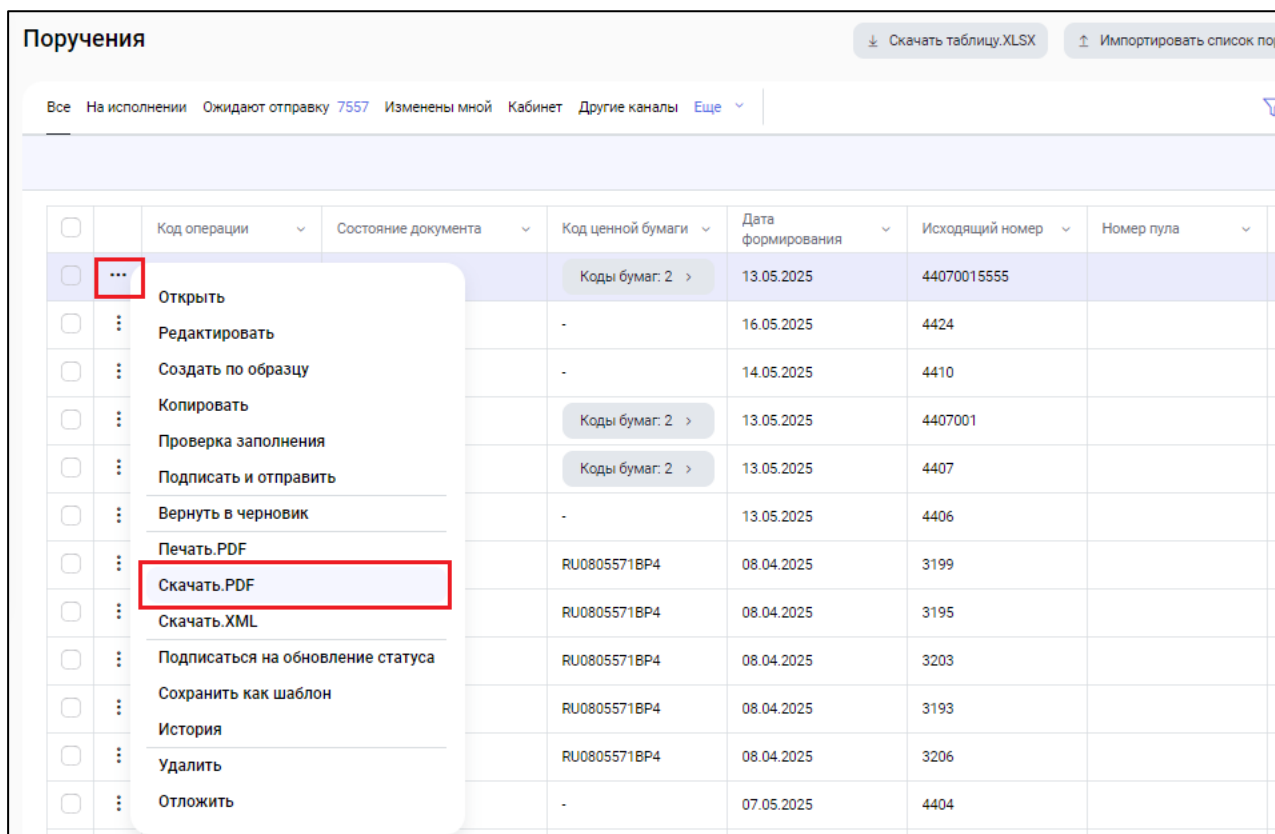 Поручения
Скачать таблицу.XLSX
Импортировать список по
Все На исполнении Ожидают отправку 7557 Изменены мной Кабинет Другие каналы Еще
Код операции Состояние документа Код ценной бумаги Дата формирования Исходящий номер Номер пула
Коды бумаг: 2 13.05.2025 44070015555
Открыть
- 16.05.2025 4424
Редактировать
Создать по образцу
- 14.05.2025 4410
Копировать
Коды бумаг: 2 13.05.2025 4407001
Проверка заполнения
Коды бумаг: 2 13.05.2025 4407
Подписать и отправить
Вернуть в черновик
- 13.05.2025 4406
Печать.PDF
RU0805571BP4 08.04.2025 3199
Скачать.PDF
RU0805571BP4 08.04.2025 3195
Скачать.XML
Подписаться на обновление статуса
RU0805571BP4 08.04.2025 3203
Сохранить как шаблон
RU0805571BP4 08.04.2025 3193
История
RU0805571BP4 08.04.2025 3206
Удалить
Отложить
- 07.05.2025 4404